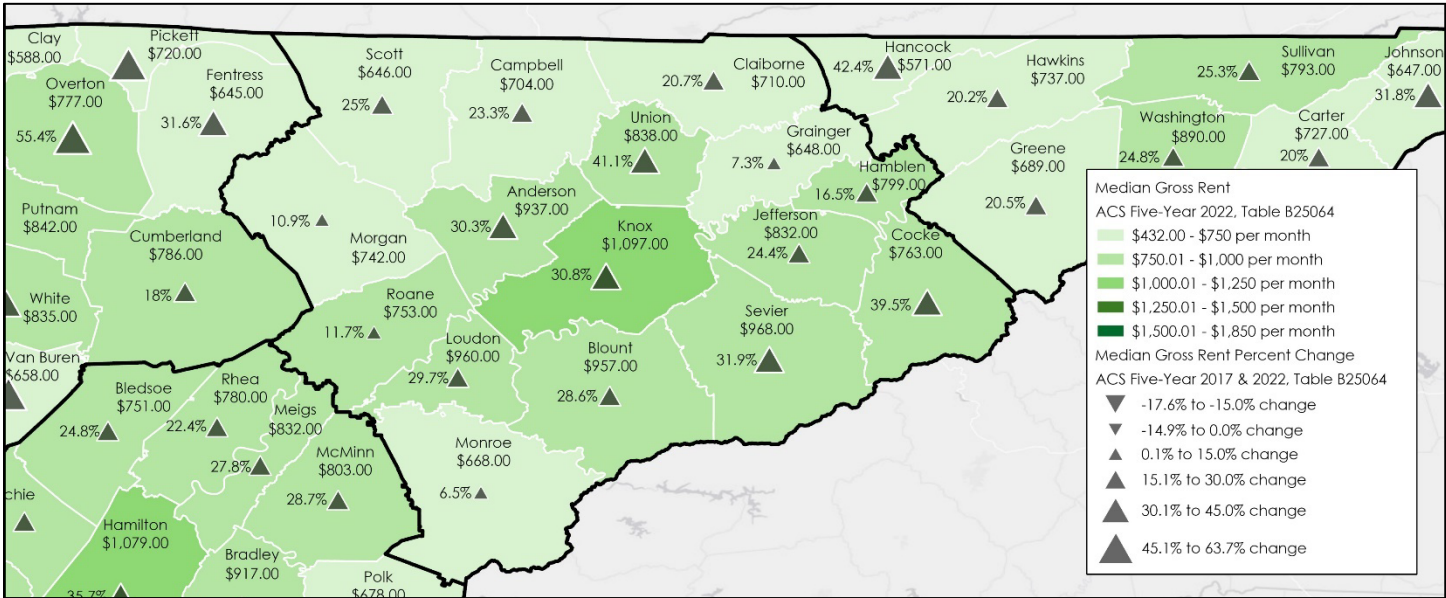 Clay
$588.00
Pickett
$720.00
Overton
$777.00
55.4%
Fentress
$645.00
31.6%
Scott
$646.00
25%
Campbell
$704.00
23.3%
Claiborne
$710.00
20.7%
Hancock
$571.00
42.4%
Hawkins
$737.00
20.2%
Sullivan
$793.00
25.3%
Johnson
$647.00
31.8%
Union
$838.00
41.1%
Grainger
$648.00
7.3%
Hamblen
$799.00
16.5%
Greene
$689.00
20.5%
Washington
$890.00
24.8%
Carter
$727.00
20%
Putnam
$842.00
Cumberland
$786.00
18%
10.9%
Morgan
$742.00
Anderson
$937.00
30.3%
Knox
$1,097.00
30.8%
Jefferson
$832.00
24.4%
Cocke
$763.00
39.5%
White
$835.00
Van Buren
$658.00
Roane
$753.00
11.7%
Loudon
$960.00
29.7%
Blount
$957.00
28.6%
Sevier
$968.00
31.9%
Bledsoe
$751.00
24.8%
Rhea
$780.00
22.4%
Meigs
$832.00
27.8%
McMinn
$803.00
28.7%
Monroe
$668.00
6.5%
chie
Hamilton
$1,079.00
35.7%
Bradley
$917.00
Polk
$678.00
Median Gross Rent
ACS Five-Year 2022, Table B25064
$432.00 - $750 per month
$750.01 - $1,000 per month
$1,000.01 - $1,250 per month
$1,250.01 - $1,500 per month
$1,500.01 - $1,850 per month
Median Gross Rent Percent Change
ACS Five-Year 2017 & 2022, Table B25064
-17.6% to -15.0% change
-14.9% to 0.0% change
0.1% to 15.0% change
15.1% to 30.0% change
30.1% to 45.0% change
45.1% to 63.7% change